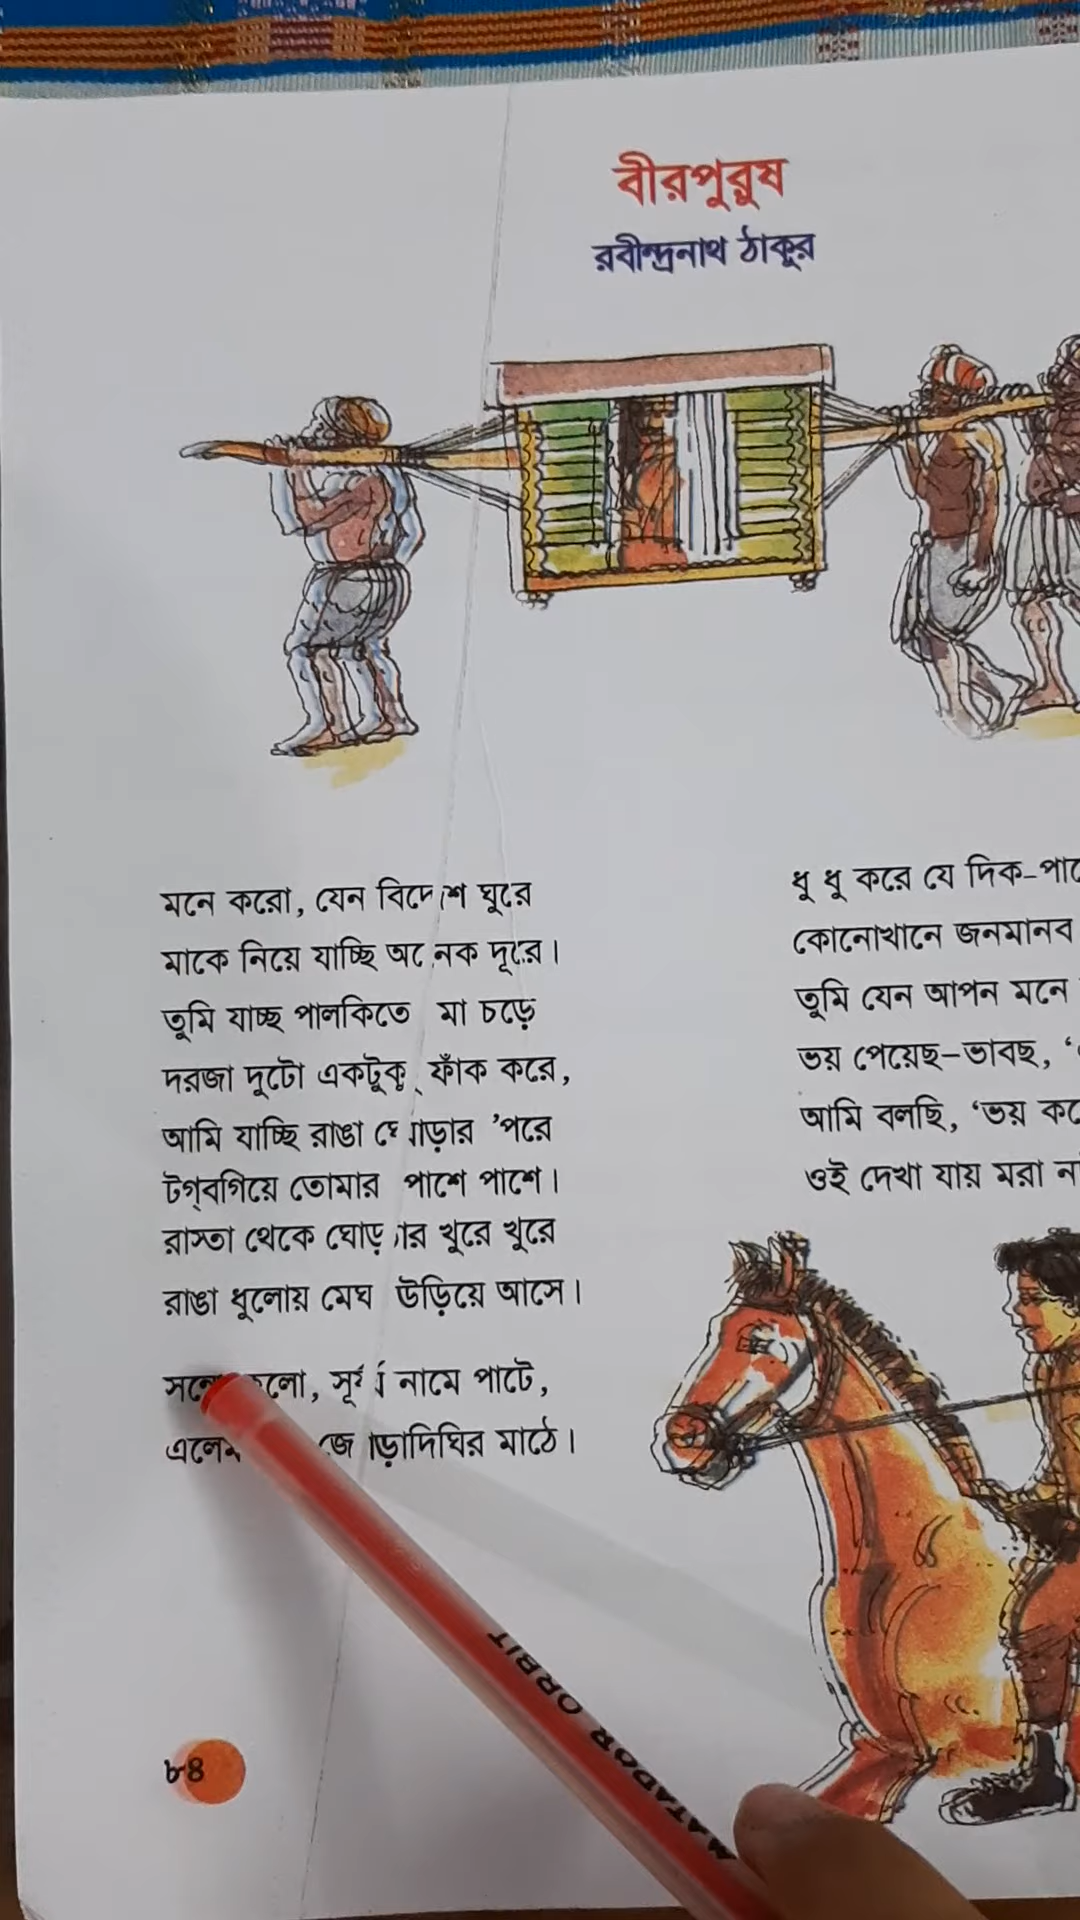 বীরপুরুষ
রবীন্দ্রনাথ ঠাকুর
মনে করো, যেন বিদেশ ঘুরে
মাকে নিয়ে যাচ্ছি অনেক দূরে।
তুমি যাচ্ছ পালকিতে মা চড়ে
দরজা দুটো একটুকু ফাঁক করে,
আমি যাচ্ছি রাঙা ঘোড়ার ’পরে
টগ্‌বগিয়ে তোমার পাশে পাশে।
রাস্তা থেকে ঘোড়ার খুরে খুরে
রাঙা ধুলোয় মেঘ উড়িয়ে আসে।
সূর্য নামে পাটে,
জোড়াদিঘির মাঠে।
ধু ধু করে যে দিক-
কোনোখানে জনমানব
তুমি যেন আপন মনে
ভয় পেয়েছ-ভাবছ, ‘
আমি বলছি, ‘ভয়
ওই দেখা যায় মরা
৮৪
MATADOR ORBIT